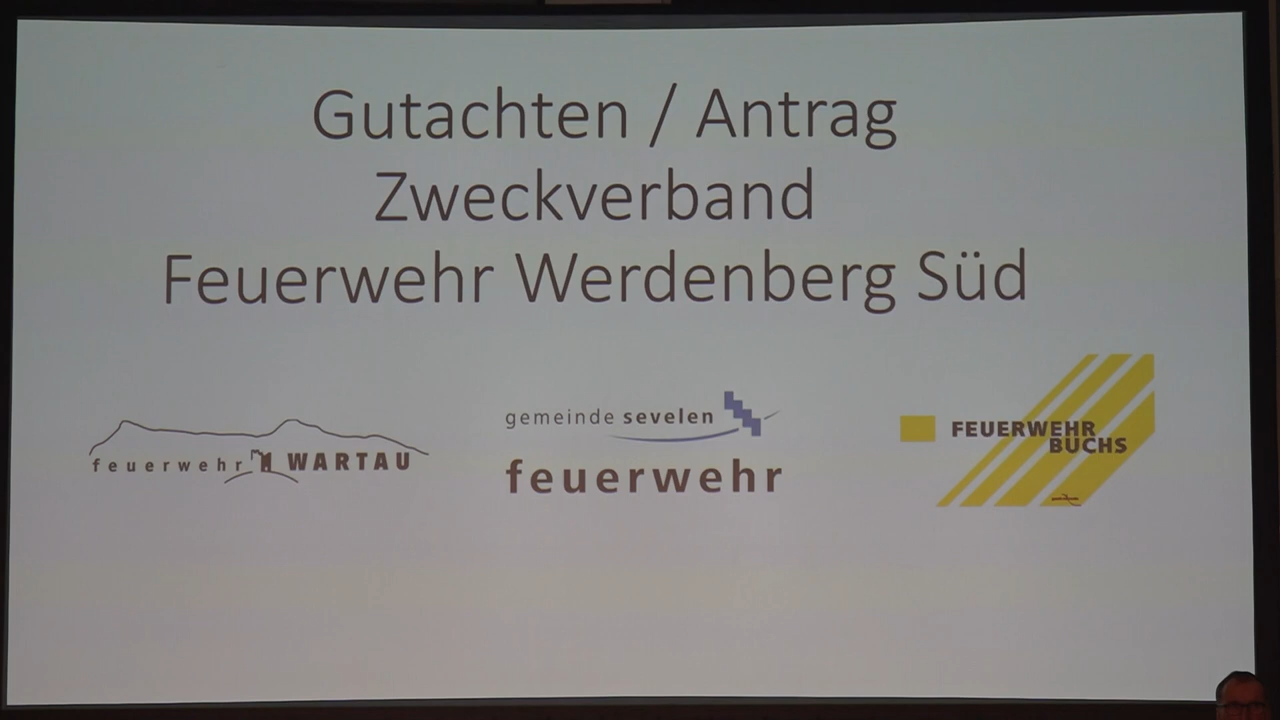 Gutachten / Antrag
Zweckverband
Feuerwehr Werdenberg Süd
feuerwehr WARTAU
gemeinde sevelen
feuerwehr
FEUERWEHR
BUCHS